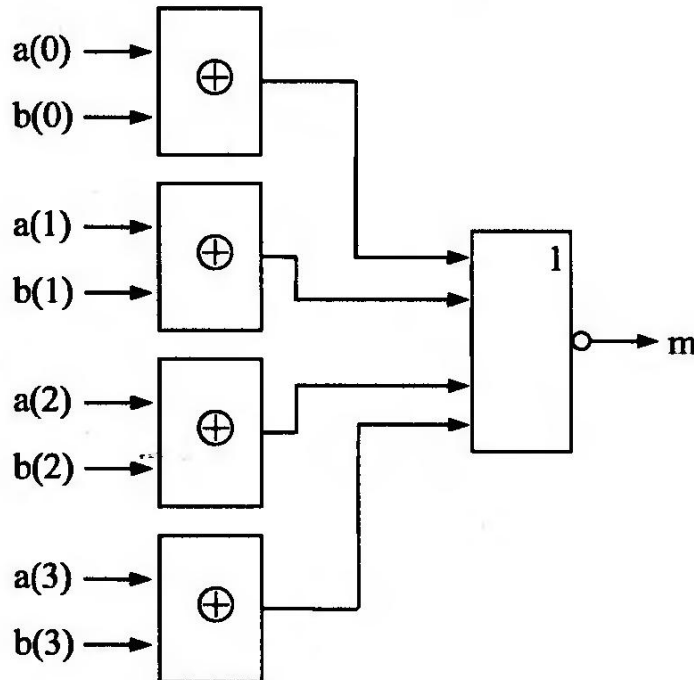 a(0)
⊕
b(0)
a(1)
⊕
b(1)
1
m
a(2)
⊕
b(2)
a(3)
⊕
b(3)